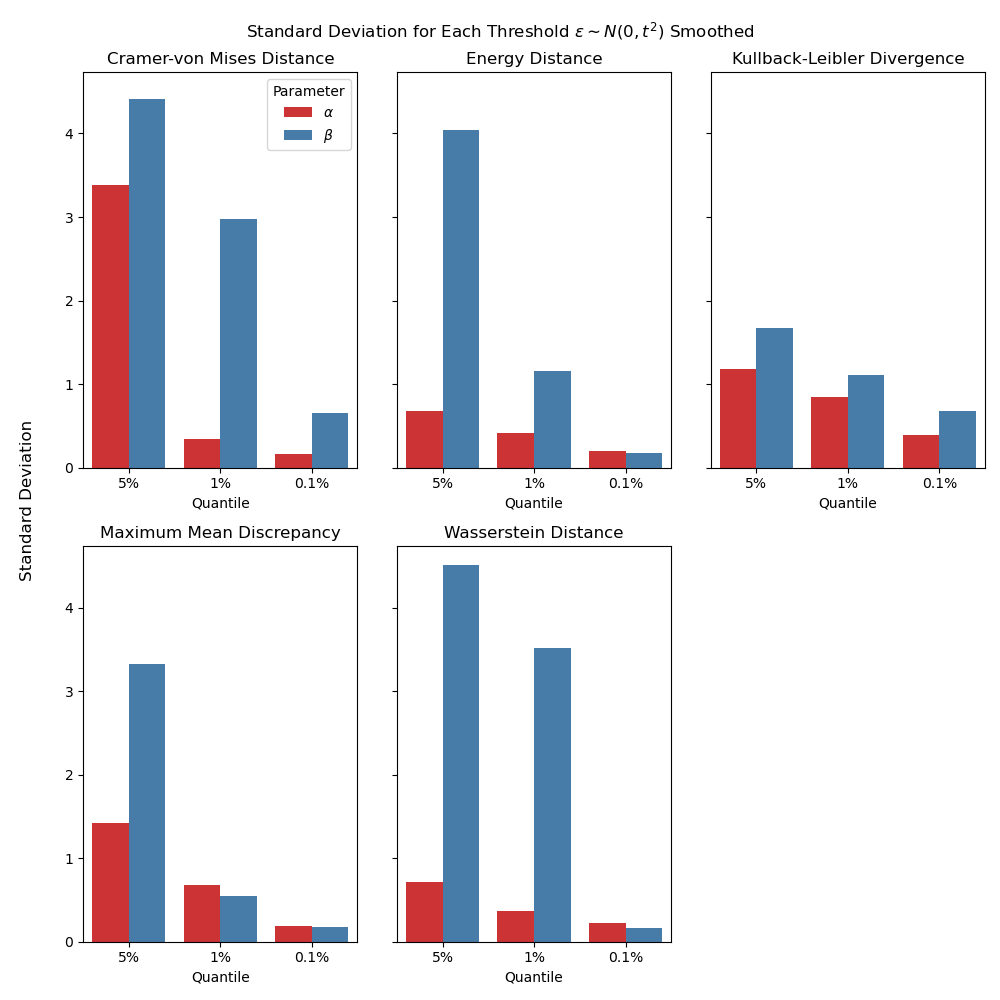 Standard Deviation for Each Threshold ε ∼ N(0, t²) Smoothed
Cramer-von Mises Distance
Energy Distance
Kullback-Leibler Divergence
Parameter
α
β
4
3
2
1
0
5% 1% 0.1%
5% 1% 0.1%
5% 1% 0.1%
Quantile
Quantile
Quantile
Standard Deviation
Maximum Mean Discrepancy
Wasserstein Distance
4
3
2
1
0
5% 1% 0.1%
5% 1% 0.1%
Quantile
Quantile